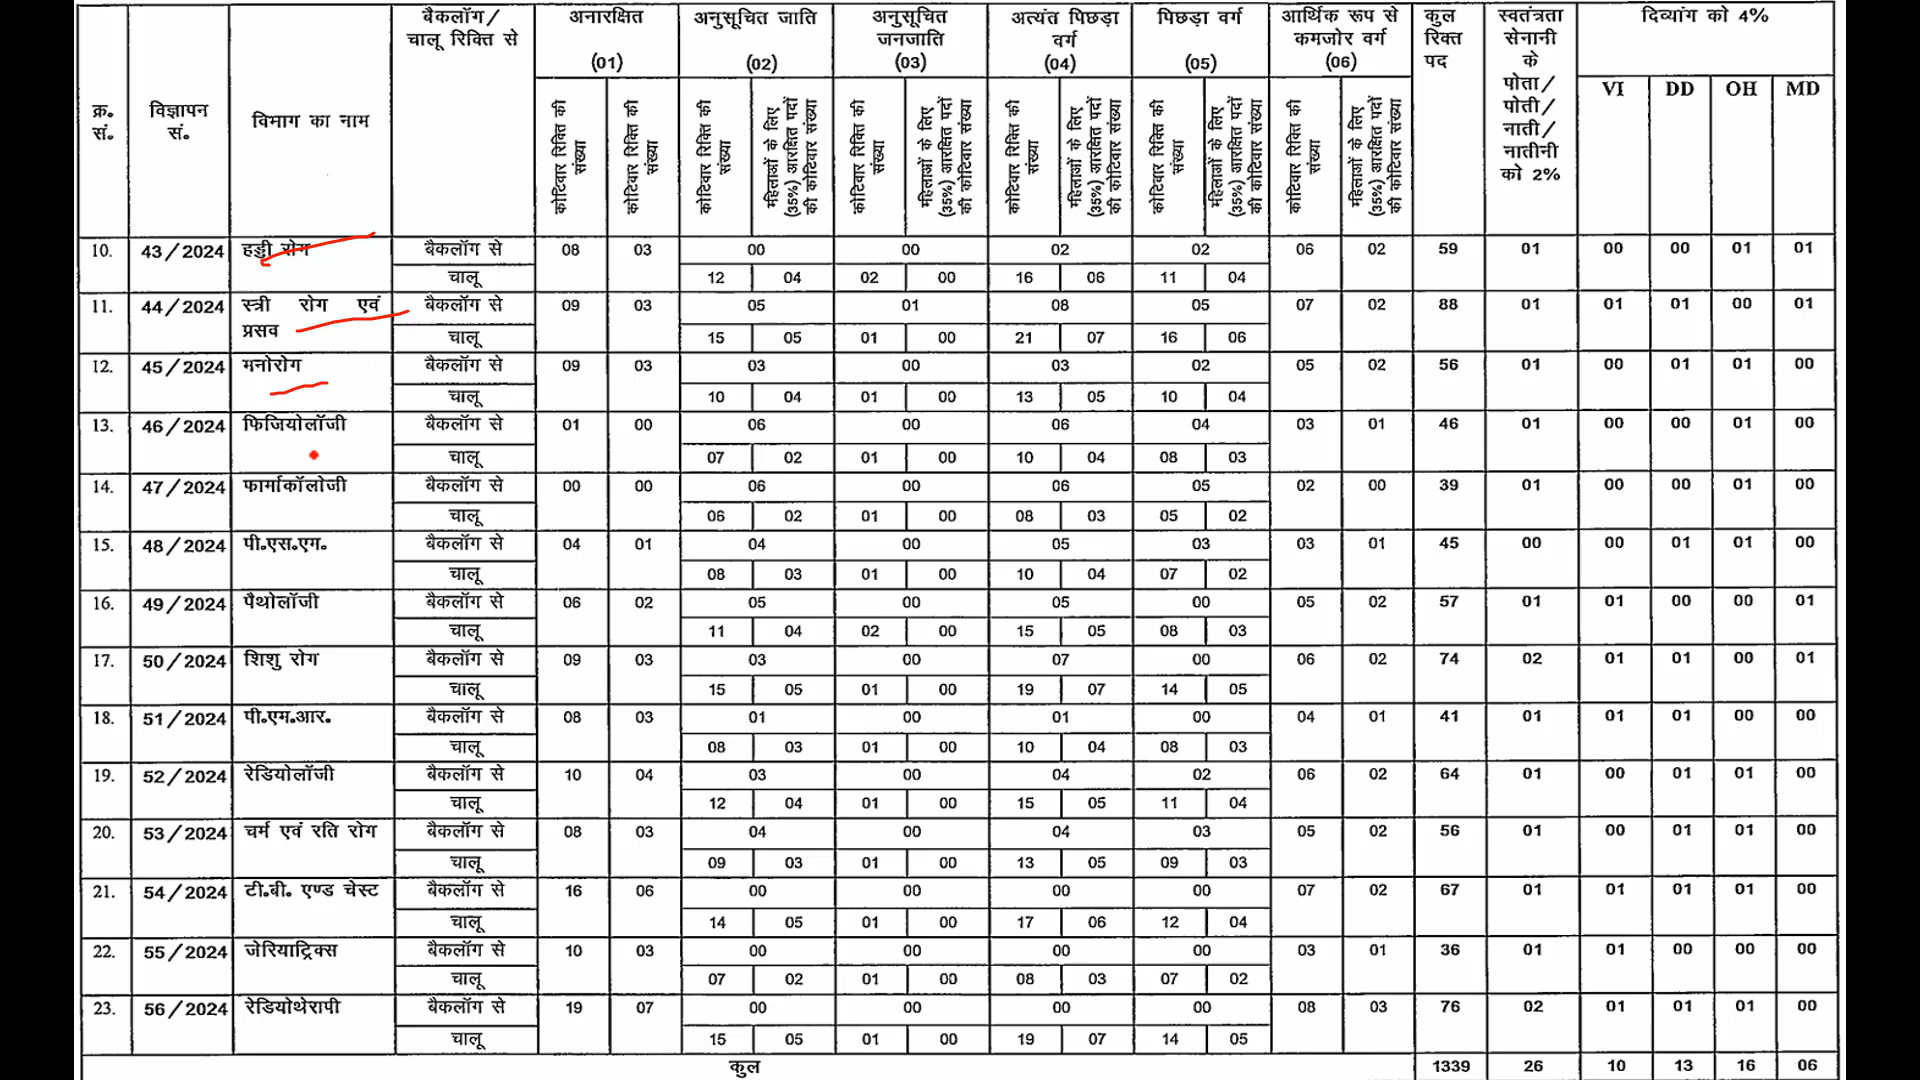 क्र. सं. | विज्ञापन सं. | विभाग का नाम | बैकलॉग/ चालू रिक्ति से | अनारक्षित (01) | अनुसूचित जाति (02) | अनुसूचित जनजाति (03) | अत्यंत पिछड़ा वर्ग (04) | पिछड़ा वर्ग (05) | आर्थिक रूप से कमजोर वर्ग (06) | कुल रिक्त पद | स्वतंत्रता सेनानी के पोता/ पोती/ नाती/ नातीनी को 2% | दिव्यांग को 4%
कोटिवार रिक्ति की संख्या | कोटिवार रिक्ति की संख्या | कोटिवार रिक्ति की संख्या | महिलाओं के लिए (35%) आरक्षित पदों की कोटिवार संख्या | कोटिवार रिक्ति की संख्या | महिलाओं के लिए (35%) आरक्षित पदों की कोटिवार संख्या | कोटिवार रिक्ति की संख्या | महिलाओं के लिए (35%) आरक्षित पदों की कोटिवार संख्या | कोटिवार रिक्ति की संख्या | महिलाओं के लिए (35%) आरक्षित पदों की कोटिवार संख्या | कोटिवार रिक्ति की संख्या | महिलाओं के लिए (35%) आरक्षित पदों की कोटिवार संख्या | VI | DD | OH | MD
10. | 43/2024 | हड्डी रोग | बैकलॉग से | 08 | 03 | 00 | 00 | 02 | 02 | 06 | 02 | 59 | 01 | 00 | 00 | 01 | 01
चालू | 12 | 04 | 02 | 00 | 16 | 06 | 11 | 04
11. | 44/2024 | स्त्री रोग एवं प्रसव | बैकलॉग से | 09 | 03 | 05 | 01 | 08 | 05 | 07 | 02 | 88 | 01 | 01 | 01 | 00 | 01
चालू | 15 | 05 | 01 | 00 | 21 | 07 | 16 | 06
12. | 45/2024 | मनोरोग | बैकलॉग से | 09 | 03 | 03 | 00 | 03 | 02 | 05 | 02 | 56 | 01 | 00 | 01 | 01 | 00
चालू | 10 | 04 | 01 | 00 | 13 | 05 | 10 | 04
13. | 46/2024 | फिजियोलॉजी | बैकलॉग से | 01 | 00 | 06 | 00 | 06 | 04 | 03 | 01 | 46 | 01 | 00 | 00 | 01 | 00
चालू | 07 | 02 | 01 | 00 | 10 | 04 | 08 | 03
14. | 47/2024 | फार्माकॉलोजी | बैकलॉग से | 00 | 00 | 06 | 00 | 06 | 05 | 02 | 00 | 39 | 01 | 00 | 00 | 01 | 00
चालू | 06 | 02 | 01 | 00 | 08 | 03 | 05 | 02
15. | 48/2024 | पी.एस.एम. | बैकलॉग से | 04 | 01 | 04 | 00 | 05 | 03 | 03 | 01 | 45 | 00 | 00 | 01 | 01 | 00
चालू | 08 | 03 | 01 | 00 | 10 | 04 | 07 | 02
16. | 49/2024 | पैथोलॉजी | बैकलॉग से | 06 | 02 | 05 | 00 | 05 | 00 | 05 | 02 | 57 | 01 | 01 | 00 | 00 | 01
चालू | 11 | 04 | 02 | 00 | 15 | 05 | 08 | 03
17. | 50/2024 | शिशु रोग | बैकलॉग से | 09 | 03 | 03 | 00 | 07 | 00 | 06 | 02 | 74 | 02 | 01 | 01 | 00 | 01
चालू | 15 | 05 | 01 | 00 | 19 | 07 | 14 | 05
18. | 51/2024 | पी.एम.आर. | बैकलॉग से | 08 | 03 | 01 | 00 | 01 | 00 | 04 | 01 | 41 | 01 | 01 | 01 | 00 | 00
चालू | 08 | 03 | 01 | 00 | 10 | 04 | 08 | 03
19. | 52/2024 | रेडियोलॉजी | बैकलॉग से | 10 | 04 | 03 | 00 | 04 | 02 | 06 | 02 | 64 | 01 | 00 | 01 | 01 | 00
चालू | 12 | 04 | 01 | 00 | 15 | 05 | 11 | 04
20. | 53/2024 | चर्म एवं रति रोग | बैकलॉग से | 08 | 03 | 04 | 00 | 04 | 03 | 05 | 02 | 56 | 01 | 00 | 01 | 01 | 00
चालू | 09 | 03 | 01 | 00 | 13 | 05 | 09 | 03
21. | 54/2024 | टी.बी. एण्ड चेस्ट | बैकलॉग से | 16 | 06 | 00 | 00 | 00 | 00 | 07 | 02 | 67 | 01 | 01 | 01 | 01 | 00
चालू | 14 | 05 | 01 | 00 | 17 | 06 | 12 | 04
22. | 55/2024 | जेरियाट्रिक्स | बैकलॉग से | 10 | 03 | 00 | 00 | 00 | 00 | 03 | 01 | 36 | 01 | 01 | 00 | 00 | 00
चालू | 07 | 02 | 01 | 00 | 08 | 03 | 07 | 02
23. | 56/2024 | रेडियोथेरापी | बैकलॉग से | 19 | 07 | 00 | 00 | 00 | 00 | 08 | 03 | 76 | 02 | 01 | 01 | 01 | 00
चालू | 15 | 05 | 01 | 00 | 19 | 07 | 14 | 05
कुल | 1339 | 26 | 10 | 13 | 16 | 06